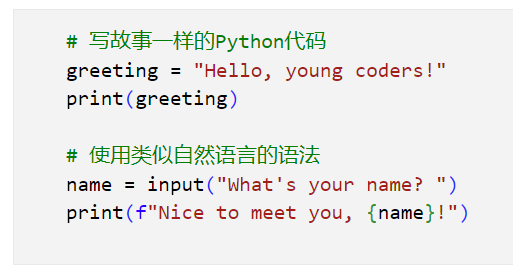 # 写故事一样的Python代码
greeting = "Hello, young coders!"
print(greeting)
# 使用类似自然语言的语法
name = input("What's your name? ")
print(f"Nice to meet you, {name}!")